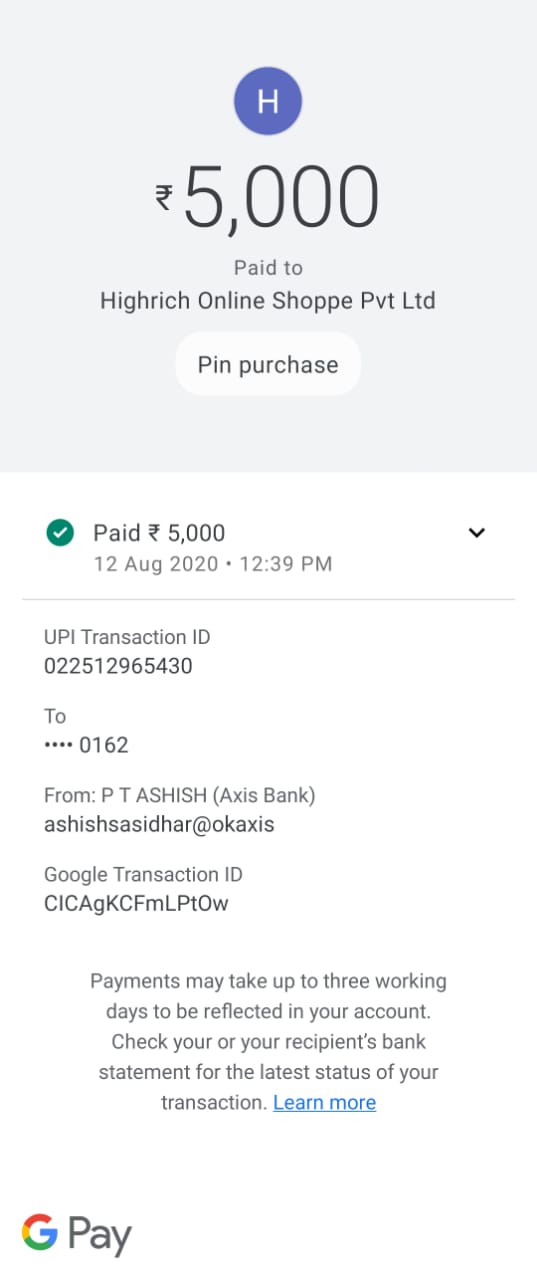 H
₹5,000
Paid to
Highrich Online Shoppe Pvt Ltd
Pin purchase
Paid ₹ 5,000
12 Aug 2020 • 12:39 PM
UPI Transaction ID
022512965430
To
•••• 0162
From: P T ASHISH (Axis Bank)
ashishsasidhar@okaxis
Google Transaction ID
CICAgKCFmLPtOw
Payments may take up to three working
days to be reflected in your account.
Check your or your recipient's bank
statement for the latest status of your
transaction. Learn more
G Pay